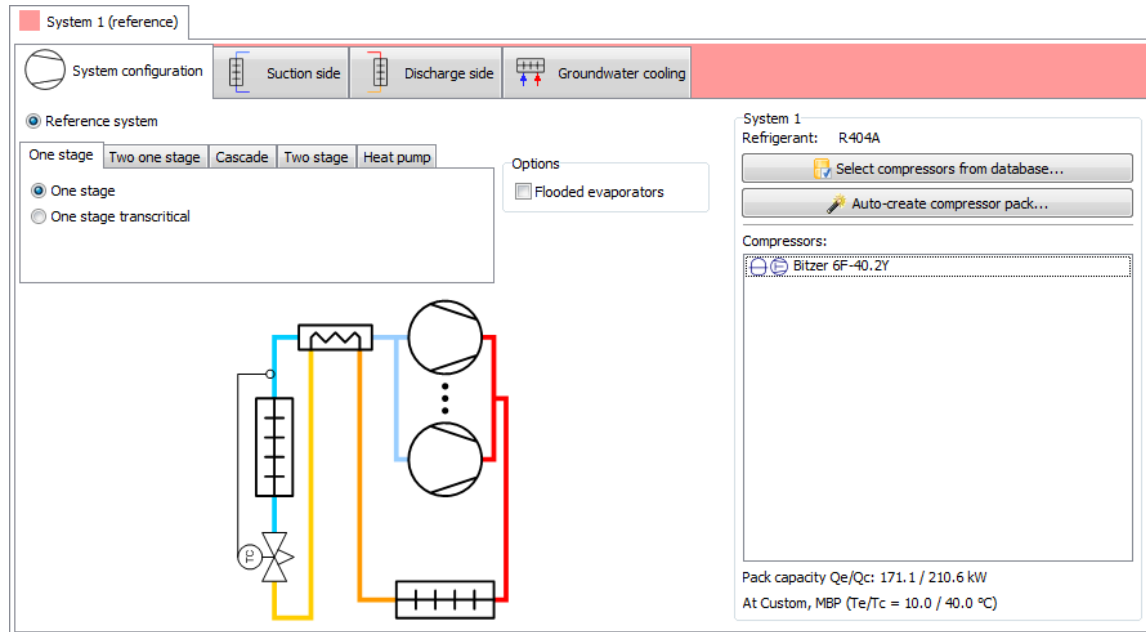 System 1 (reference)
System configuration
Suction side
Discharge side
Groundwater cooling
Reference system
One stage
Two one stage
Cascade
Two stage
Heat pump
One stage
One stage transcritical
Options
Flooded evaporators
System 1
Refrigerant: R404A
Select compressors from database...
Auto-create compressor pack...
Compressors:
Bitzer 6F-40.2Y
TC
Pack capacity Qe/Qc: 171.1 / 210.6 kW
At Custom, MBP (Te/Tc = 10.0 / 40.0 °C)